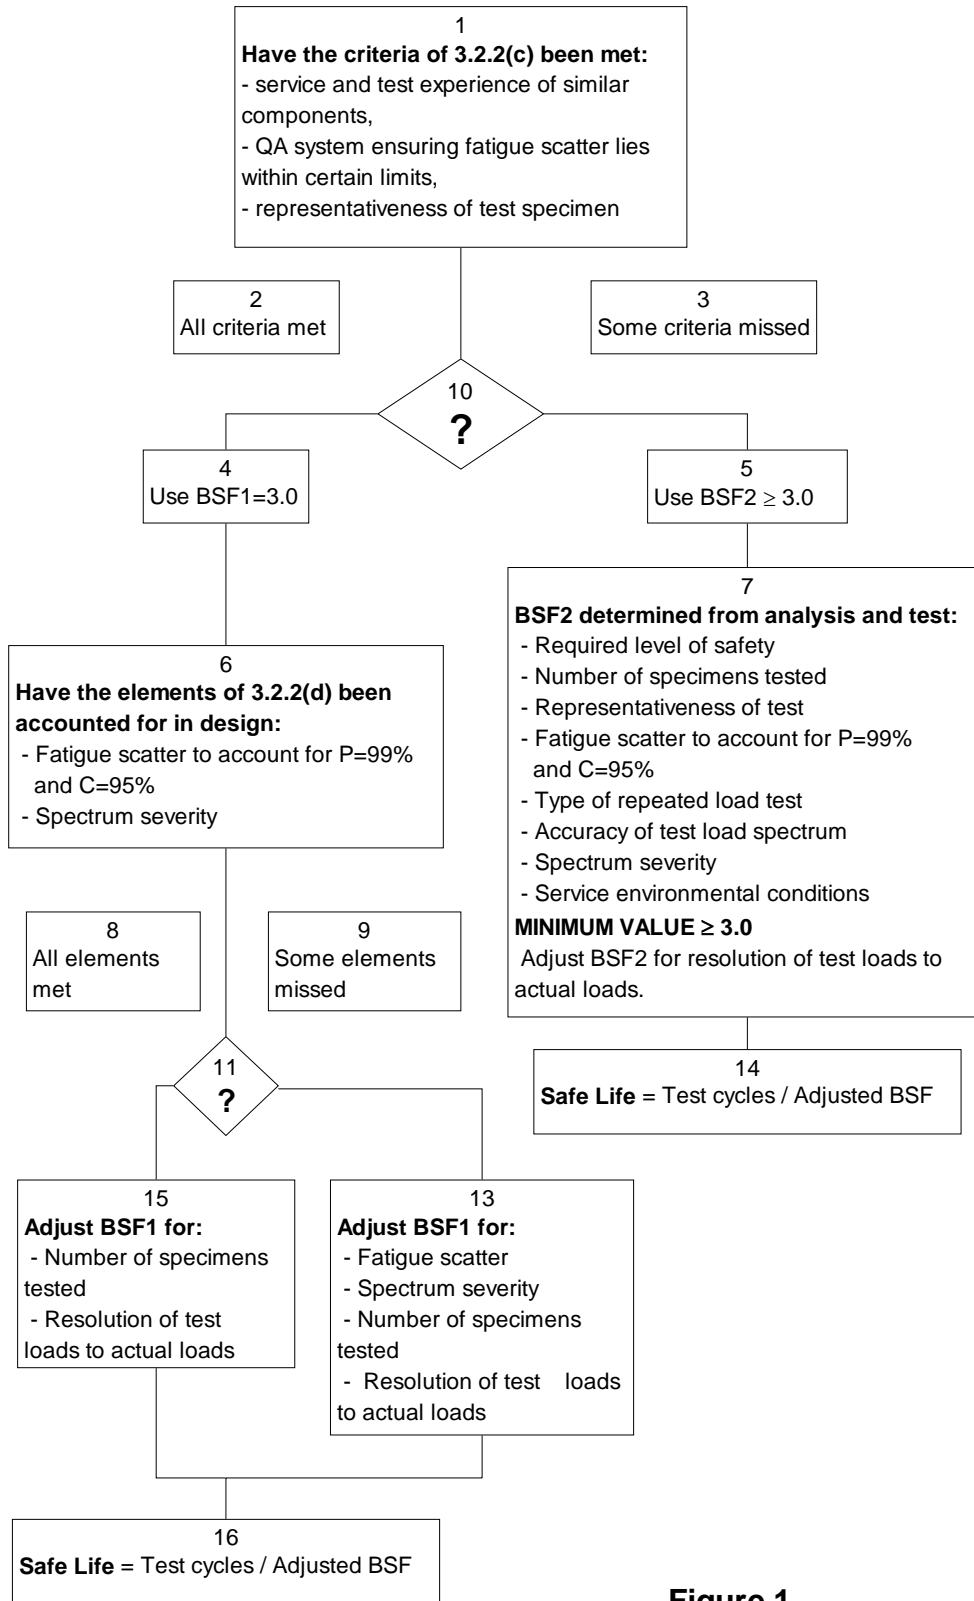 1
Have the criteria of 3.2.2(c) been met:
- service and test experience of similar
components,
- QA system ensuring fatigue scatter lies
within certain limits,
- representativeness of test specimen
2
All criteria met
3
Some criteria missed
10
?
4
Use BSF1=3.0
5
Use BSF2 ≥ 3.0
6
Have the elements of 3.2.2(d) been
accounted for in design:
- Fatigue scatter to account for P=99%
and C=95%
- Spectrum severity
7
BSF2 determined from analysis and test:
- Required level of safety
- Number of specimens tested
- Representativeness of test
- Fatigue scatter to account for P=99%
and C=95%
- Type of repeated load test
- Accuracy of test load spectrum
- Spectrum severity
- Service environmental conditions
MINIMUM VALUE ≥ 3.0
Adjust BSF2 for resolution of test loads to
actual loads.
8
All elements
met
9
Some elements
missed
11
?
14
Safe Life = Test cycles / Adjusted BSF
15
Adjust BSF1 for:
- Number of specimens
tested
- Resolution of test
loads to actual loads
13
Adjust BSF1 for:
- Fatigue scatter
- Spectrum severity
- Number of specimens
tested
- Resolution of test loads
to actual loads
16
Safe Life = Test cycles / Adjusted BSF
Figure 1